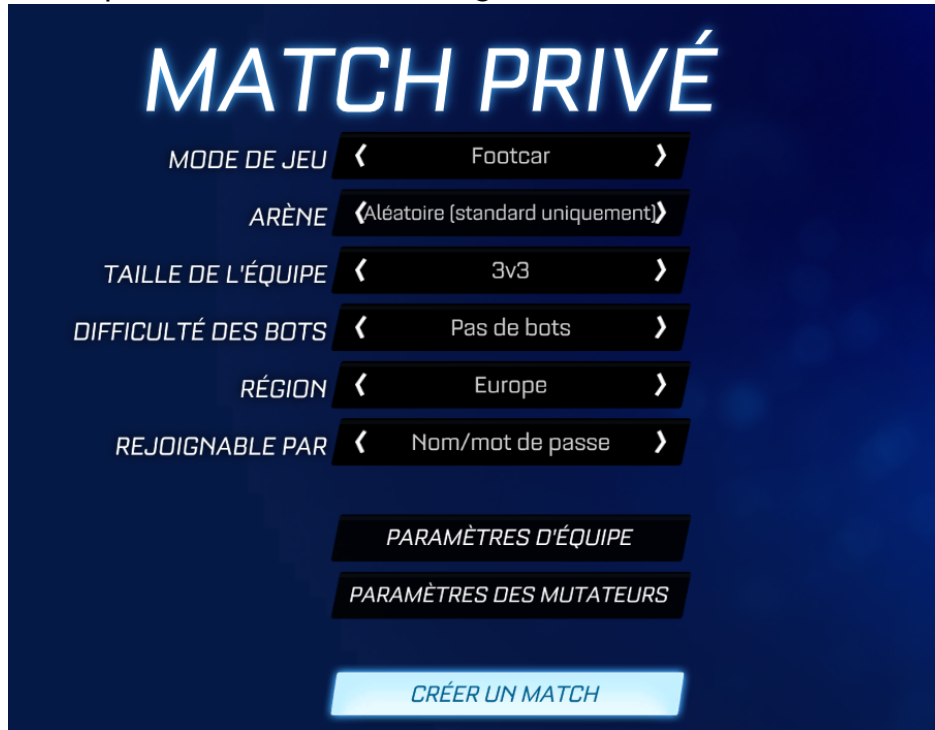 MATCH PRIVÉ
MODE DE JEU Footcar
ARÈNE Aléatoire (standard uniquement)
TAILLE DE L'ÉQUIPE 3v3
DIFFICULTÉ DES BOTS Pas de bots
RÉGION Europe
REJOIGNABLE PAR Nom/mot de passe
PARAMÈTRES D'ÉQUIPE
PARAMÈTRES DES MUTATEURS
CRÉER UN MATCH